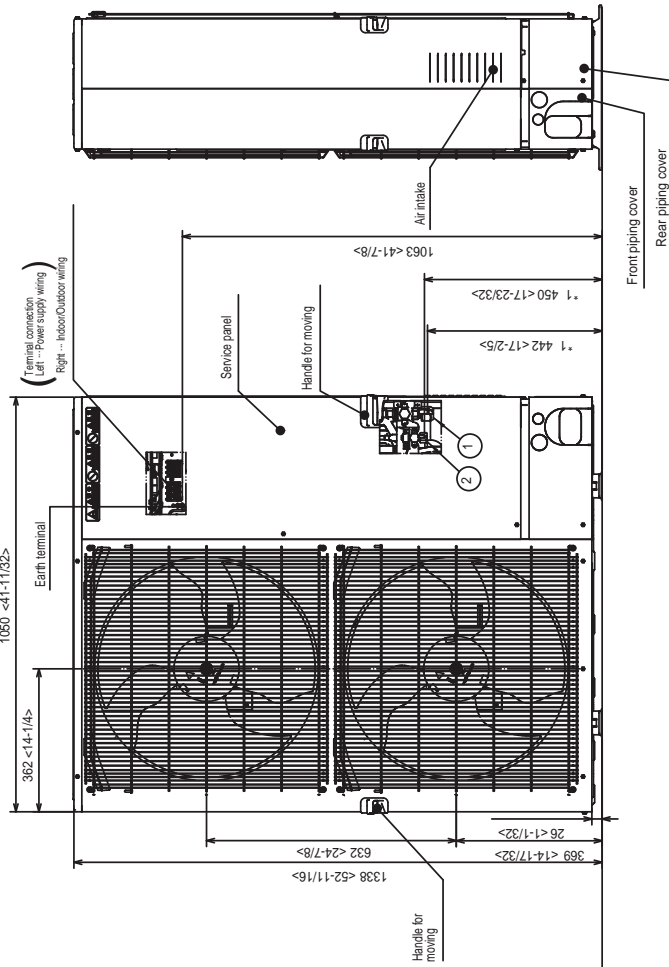 Terminal connection
Left ··· Power supply wiring
Right ··· Indoor/Outdoor wiring
1050 <41-11/32>
362 <14-1/4>
Earth terminal
Service panel
Handle for moving
Air intake
Front piping cover
Rear piping cover
1063 <41-7/8>
*1 450 <17-23/32>
*1 442 <17-2/5>
1
2
Handle for
moving
1338 <52-11/16>
632 <24-7/8>
369 <14-17/32>
26 <1-1/32>